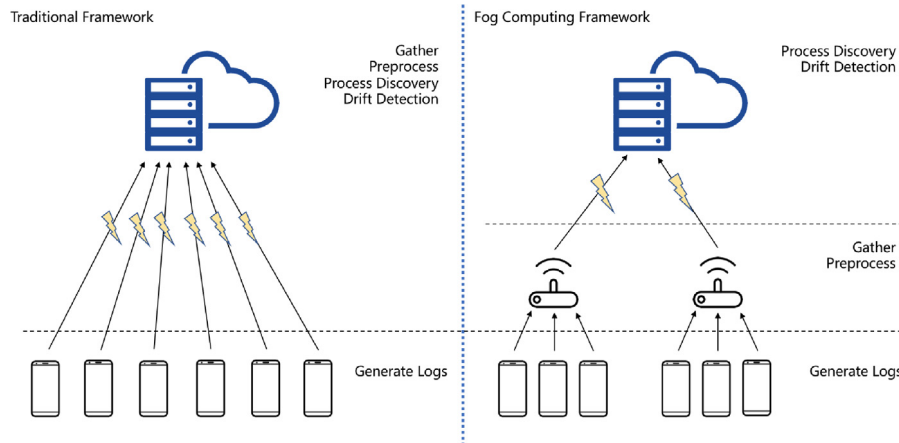 Traditional Framework
Gather
Preprocess
Process Discovery
Drift Detection
Generate Logs
Fog Computing Framework
Process Discovery
Drift Detection
Gather
Preprocess
Generate Logs